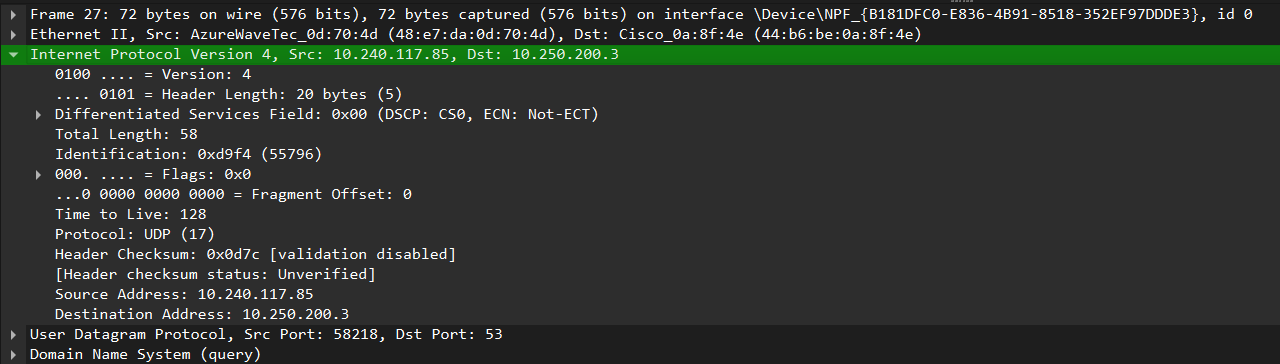 Frame 27: 72 bytes on wire (576 bits), 72 bytes captured (576 bits) on interface \Device\NPF_{B181DFC0-E836-4B91-8518-352EF97DDDE3}, id 0
Ethernet II, Src: AzureWaveTec_0d:70:4d (48:e7:da:0d:70:4d), Dst: Cisco_0a:8f:4e (44:b6:be:0a:8f:4e)
Internet Protocol Version 4, Src: 10.240.117.85, Dst: 10.250.200.3
0100 .... = Version: 4
.... 0101 = Header Length: 20 bytes (5)
Differentiated Services Field: 0x00 (DSCP: CS0, ECN: Not-ECT)
Total Length: 58
Identification: 0xd9f4 (55796)
000. .... = Flags: 0x0
...0 0000 0000 0000 = Fragment Offset: 0
Time to Live: 128
Protocol: UDP (17)
Header Checksum: 0x0d7c [validation disabled]
[Header checksum status: Unverified]
Source Address: 10.240.117.85
Destination Address: 10.250.200.3
User Datagram Protocol, Src Port: 58218, Dst Port: 53
Domain Name System (query)